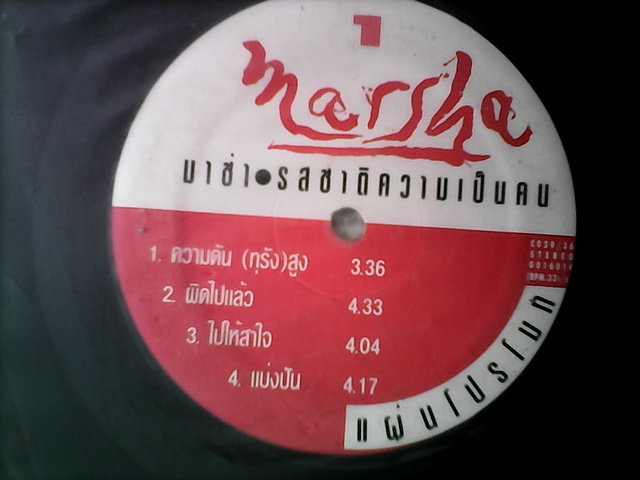 1
marsha
มาช่า●รสชาติความเป็นคน
1. ความดัน (ทุรัง)สูง 3.36
2. ผิดไปแล้ว 4.33
3. ไปให้สาใจ 4.04
4. แบ่งปัน 4.17
STEREO
แผ่นโปรโมท